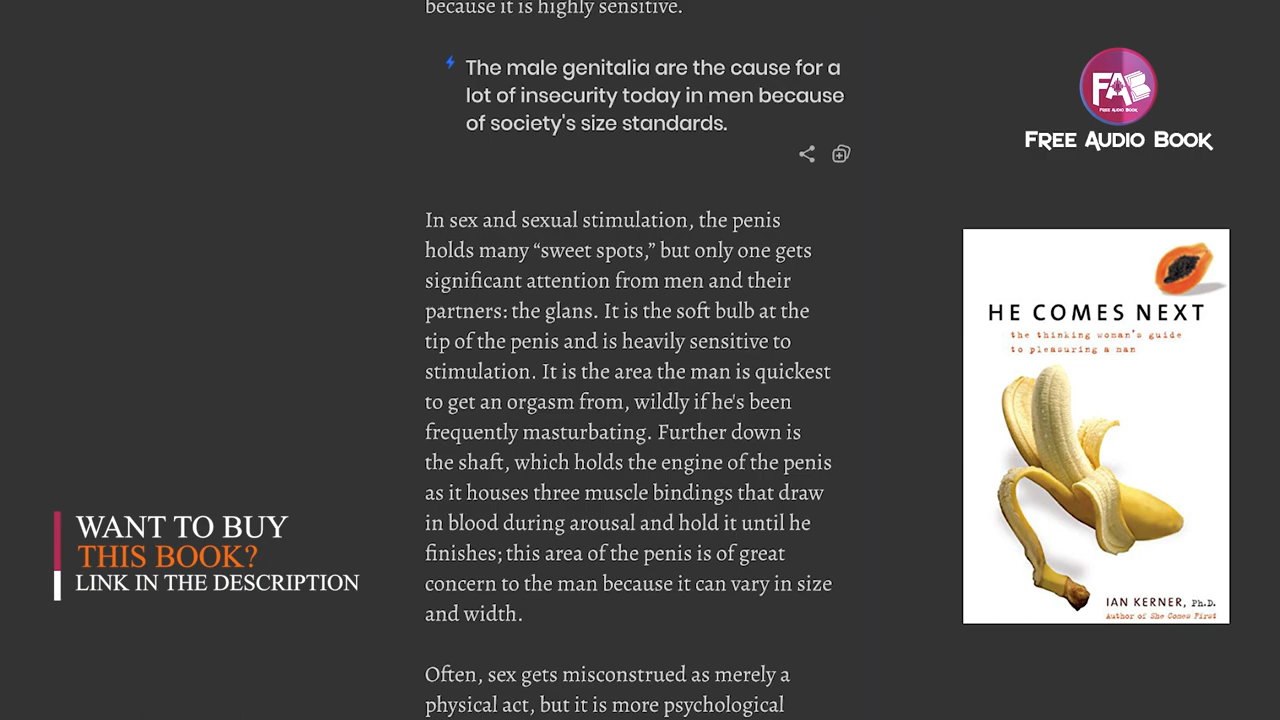 because it is highly sensitive.
The male genitalia are the cause for a
lot of insecurity today in men because
of society's size standards.
In sex and sexual stimulation, the penis
holds many “sweet spots,” but only one gets
significant attention from men and their
partners: the glans. It is the soft bulb at the
tip of the penis and is heavily sensitive to
stimulation. It is the area the man is quickest
to get an orgasm from, wildly if he's been
frequently masturbating. Further down is
the shaft, which holds the engine of the penis
as it houses three muscle bindings that draw
in blood during arousal and hold it until he
finishes; this area of the penis is of great
concern to the man because it can vary in size
and width.
Often, sex gets misconstrued as merely a
physical act, but it is more psychological
WANT TO BUY
THIS BOOK?
LINK IN THE DESCRIPTION
FAB
FREE AUDIO BOOK
FREE AUDIO BOOK
HE COMES NEXT
the thinking woman's guide
to pleasuring a man
IAN KERNER, Ph.D.
Author of She Comes First